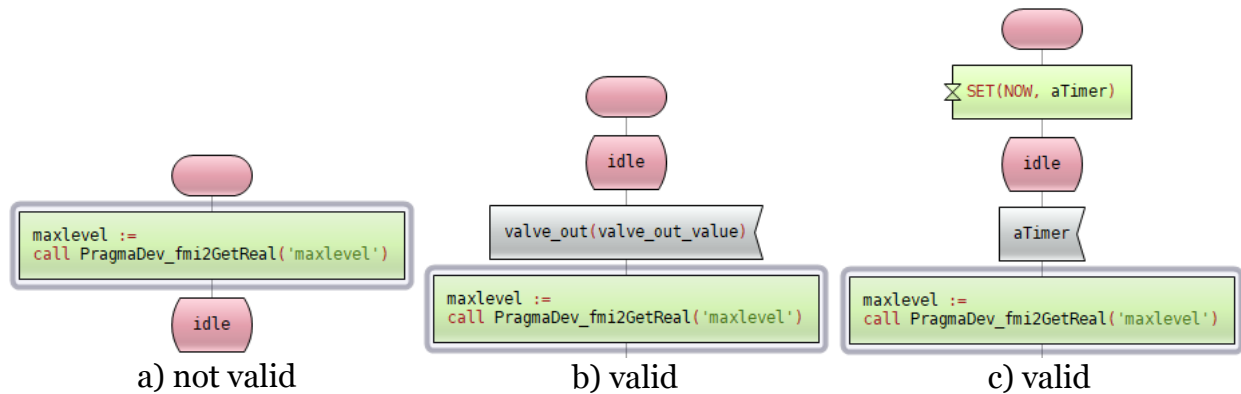 maxlevel :=
call PragmaDev_fmi2GetReal('maxlevel')
idle
a) not valid
idle
valve_out(valve_out_value)
maxlevel :=
call PragmaDev_fmi2GetReal('maxlevel')
b) valid
SET(NOW, aTimer)
idle
aTimer
maxlevel :=
call PragmaDev_fmi2GetReal('maxlevel')
c) valid